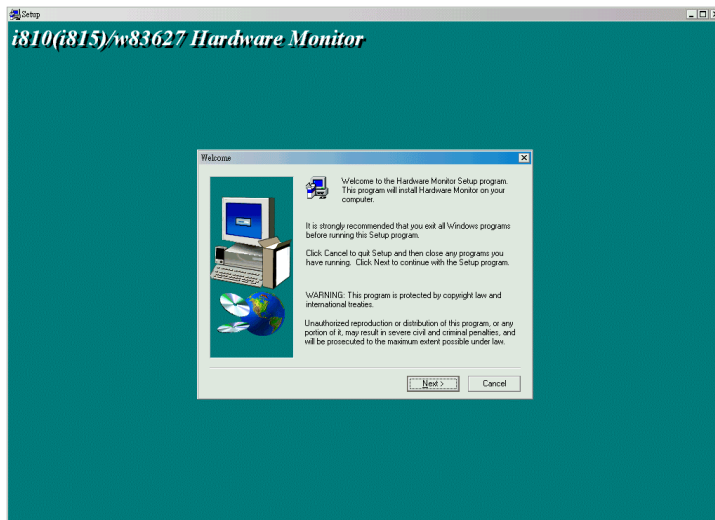 Setup
i810(i815)/w83627 Hardware Monitor
Welcome
Welcome to the Hardware Monitor Setup program.
This program will install Hardware Monitor on your
computer.
It is strongly recommended that you exit all Windows programs
before running this Setup program.
Click Cancel to quit Setup and then close any programs you
have running. Click Next to continue with the Setup program.
WARNING: This program is protected by copyright law and
international treaties.
Unauthorized reproduction or distribution of this program, or any
portion of it, may result in severe civil and criminal penalties, and
will be prosecuted to the maximum extent possible under law.
Next >
Cancel